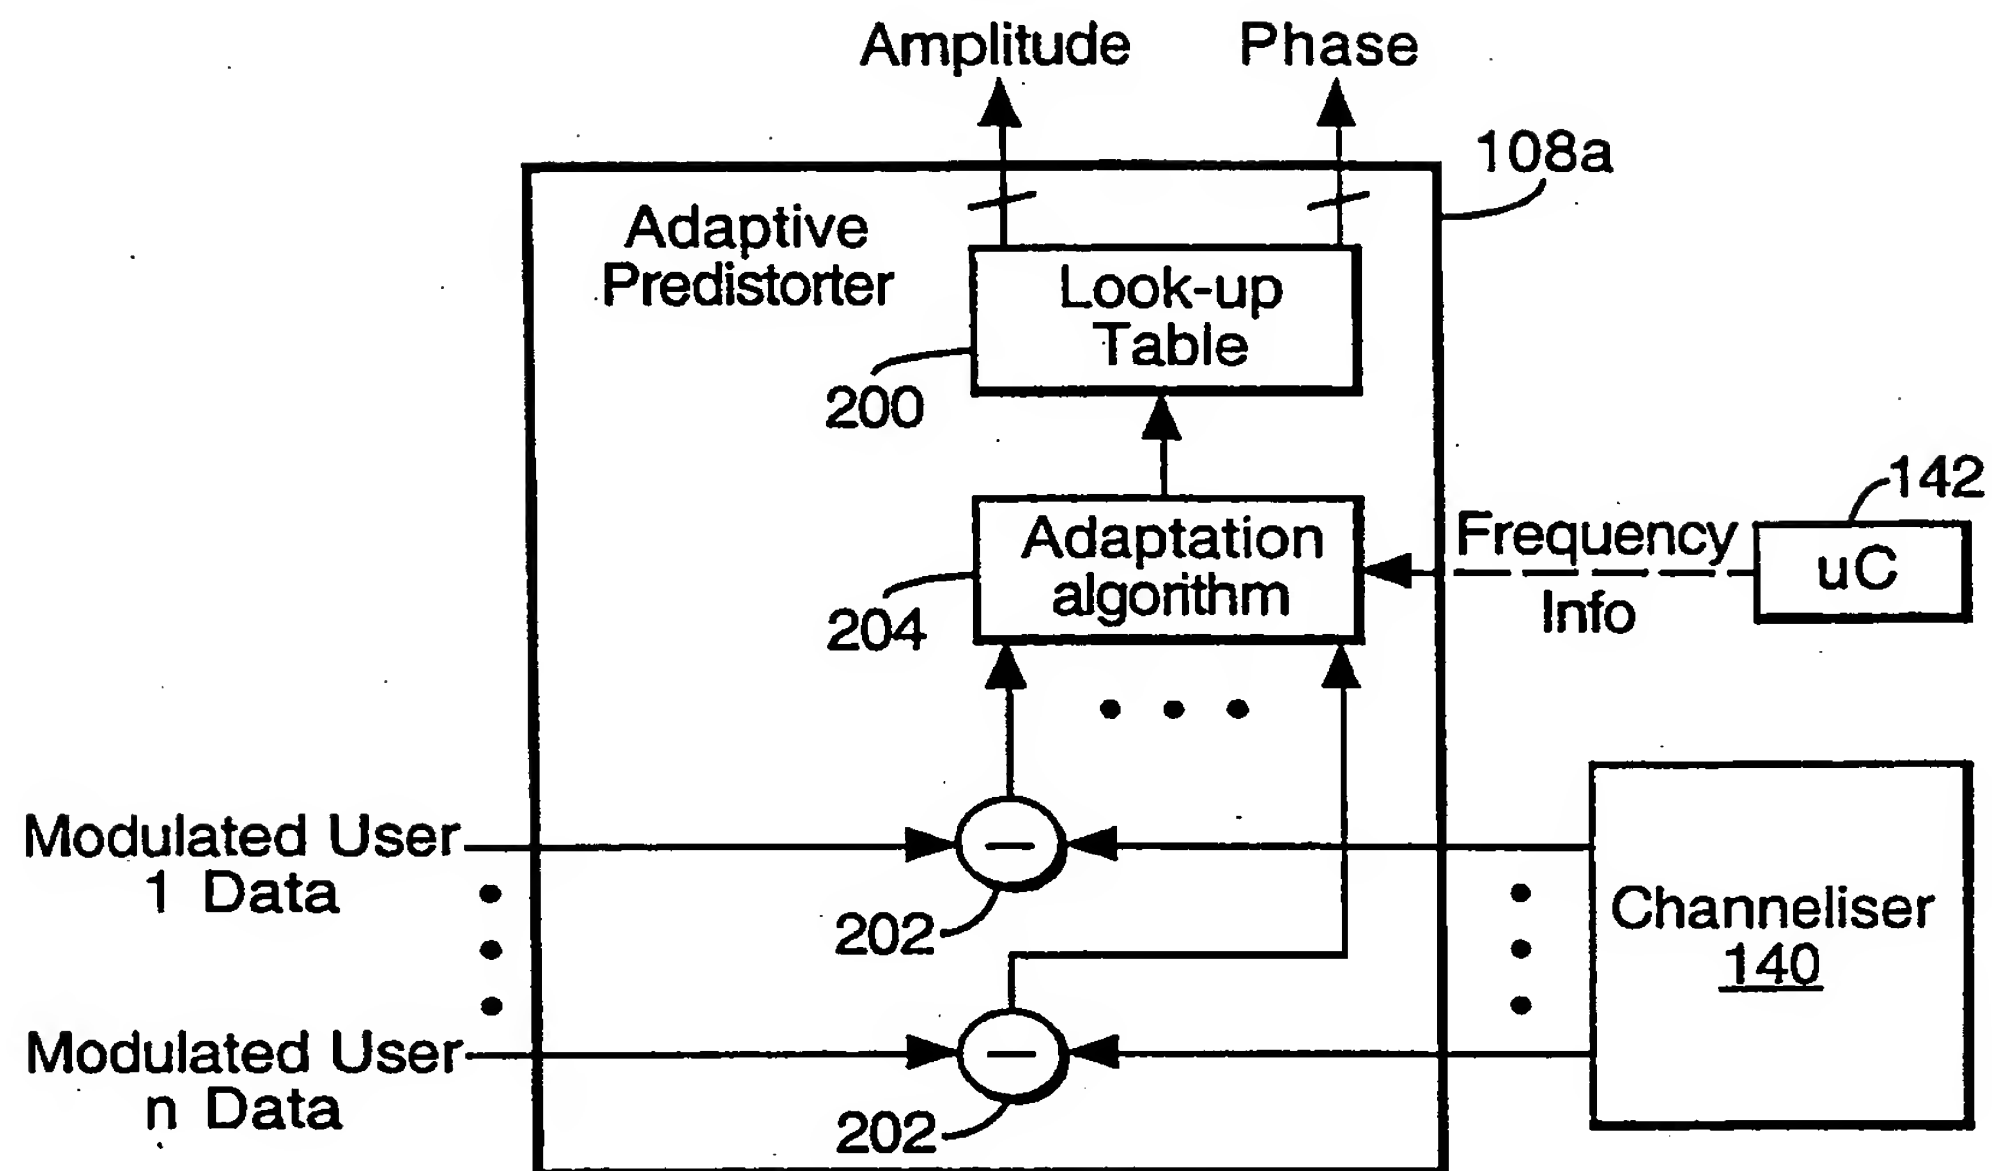 Amplitude
Phase
108a
Adaptive
Predistorter
Look-up
Table
200
142
Adaptation
algorithm
Frequency
Info
uC
204
Modulated User
1 Data
–
202
Channeliser
140
Modulated User
n Data
–
202